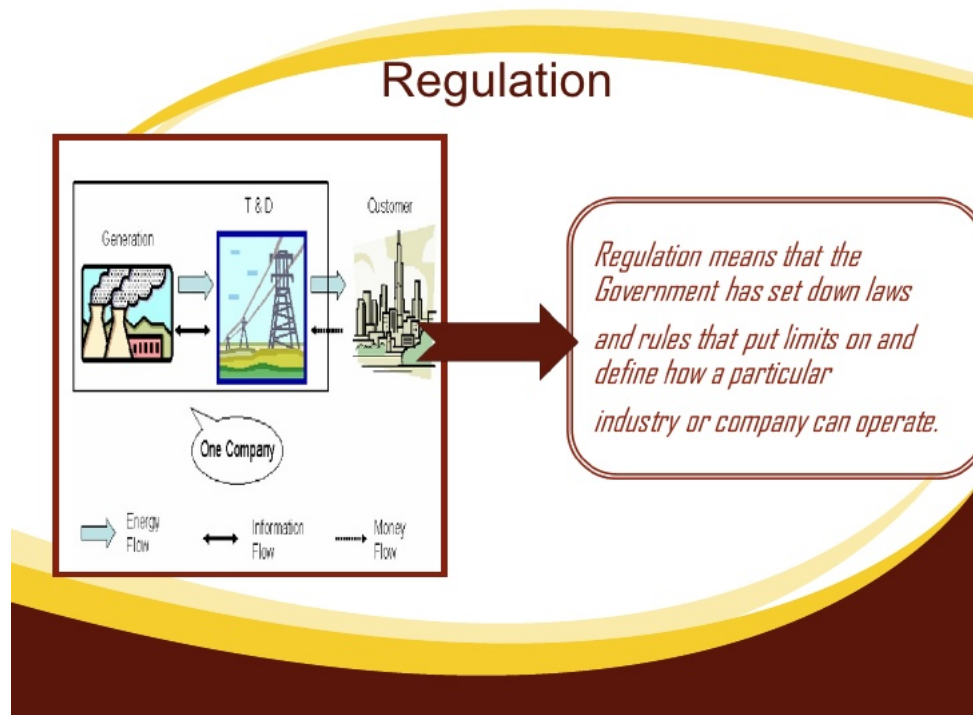 Regulation
T & D
Customer
Generation
One Company
Energy
Flow
Information
Flow
Money
Flow
Regulation means that the
Government has set down laws
and rules that put limits on and
define how a particular
industry or company can operate.